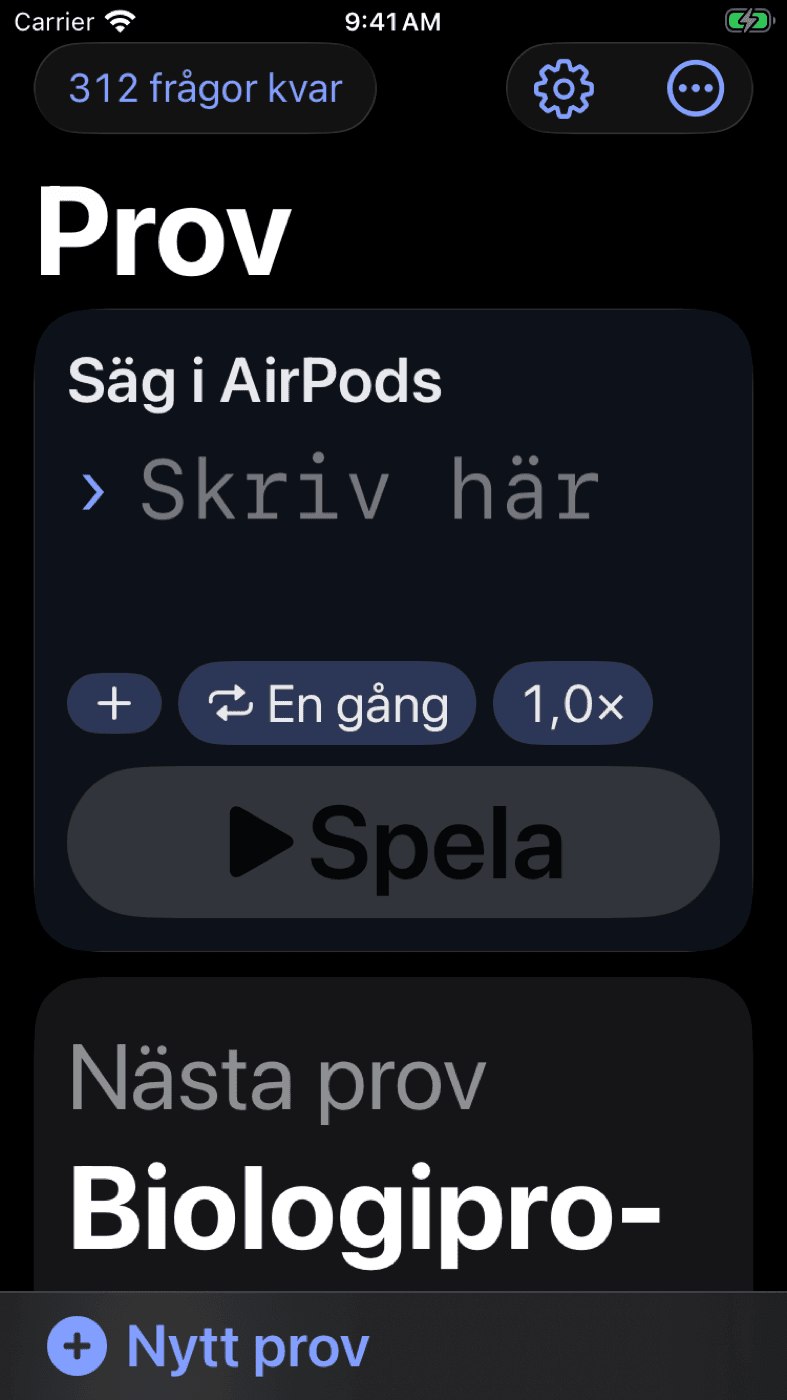 Carrier 9:41 AM
312 frågor kvar
Prov
Säg i AirPods
› Skriv här
+ En gång 1,0×
Spela
Nästa prov
Biologipro-
Nytt prov